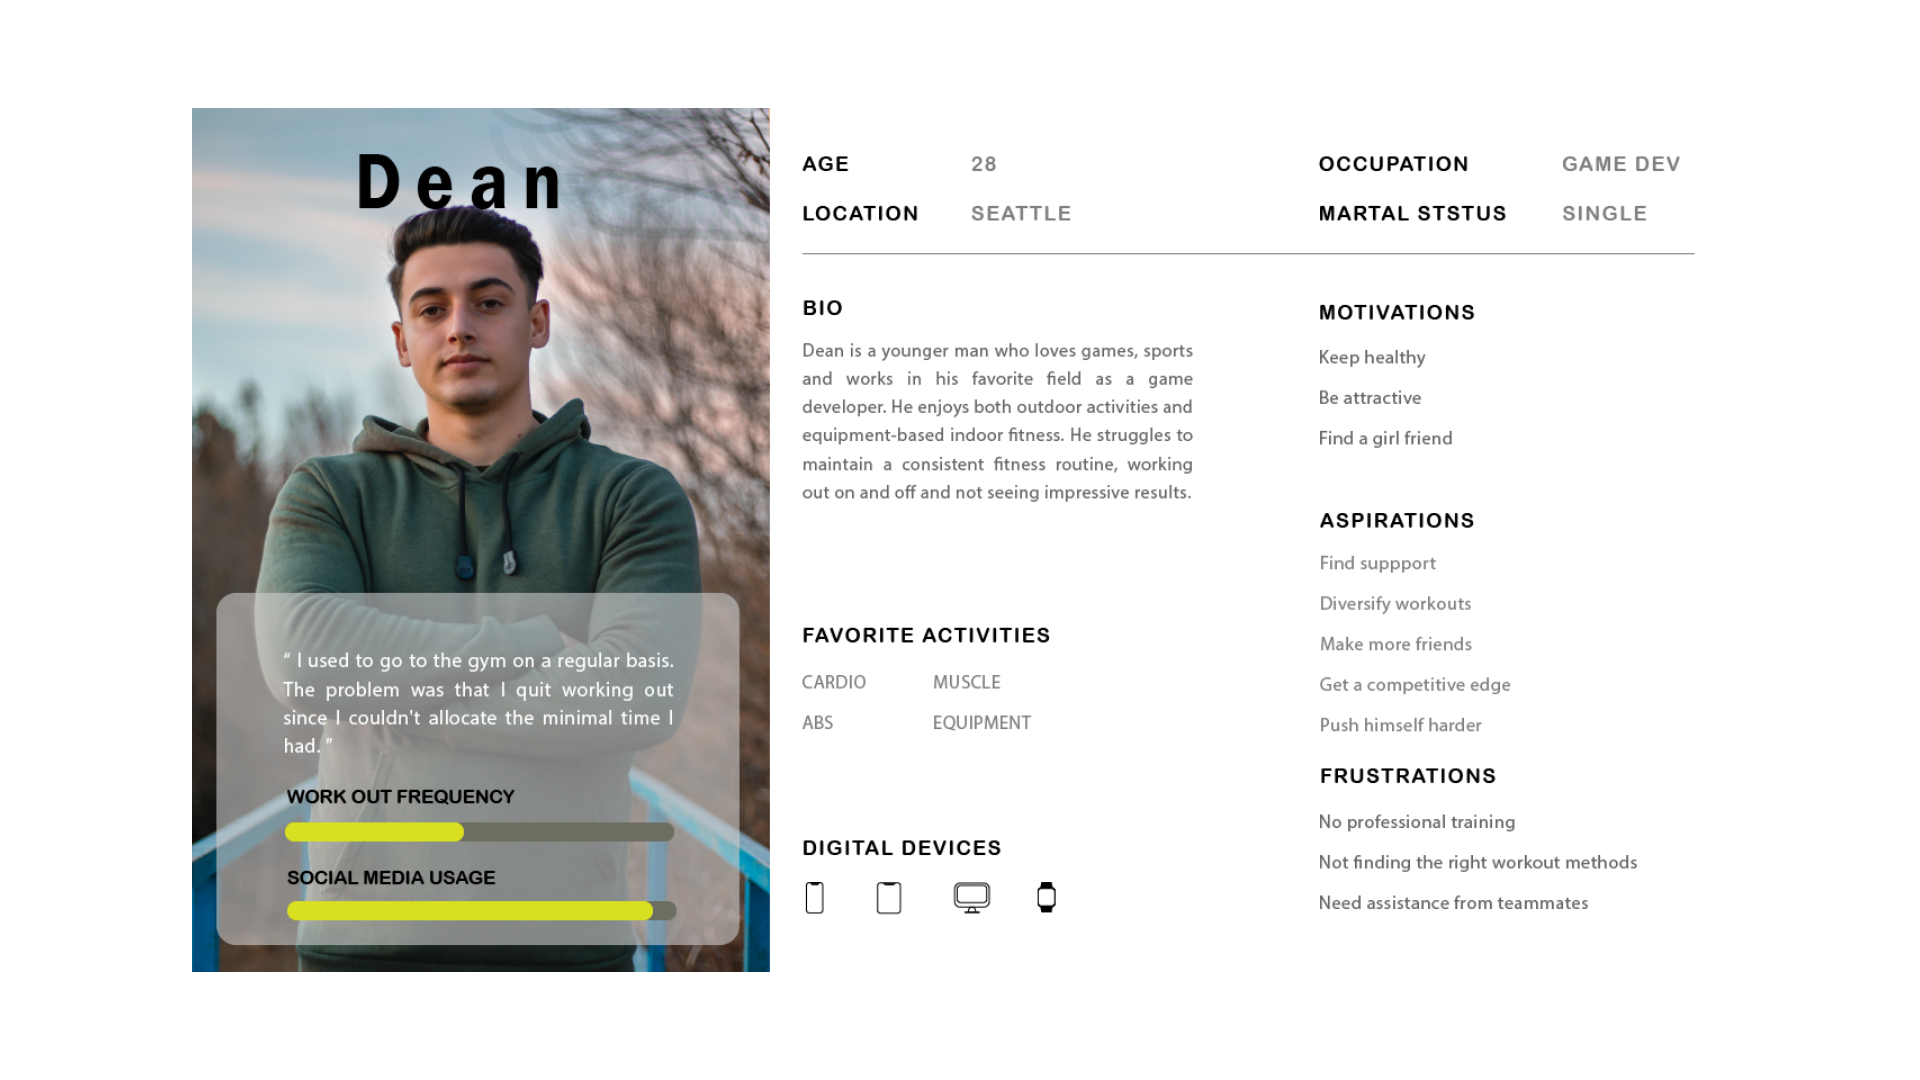 Dean
“ I used to go to the gym on a regular basis.
The problem was that I quit working out
since I couldn't allocate the minimal time I
had. ”
WORK OUT FREQUENCY
SOCIAL MEDIA USAGE
AGE 28
LOCATION SEATTLE
OCCUPATION GAME DEV
MARTAL STSTUS SINGLE
BIO
Dean is a younger man who loves games, sports
and works in his favorite field as a game
developer. He enjoys both outdoor activities and
equipment-based indoor fitness. He struggles to
maintain a consistent fitness routine, working
out on and off and not seeing impressive results.
FAVORITE ACTIVITIES
CARDIO MUSCLE
ABS EQUIPMENT
DIGITAL DEVICES
MOTIVATIONS
Keep healthy
Be attractive
Find a girl friend
ASPIRATIONS
Find suppport
Diversify workouts
Make more friends
Get a competitive edge
Push himself harder
FRUSTRATIONS
No professional training
Not finding the right workout methods
Need assistance from teammates